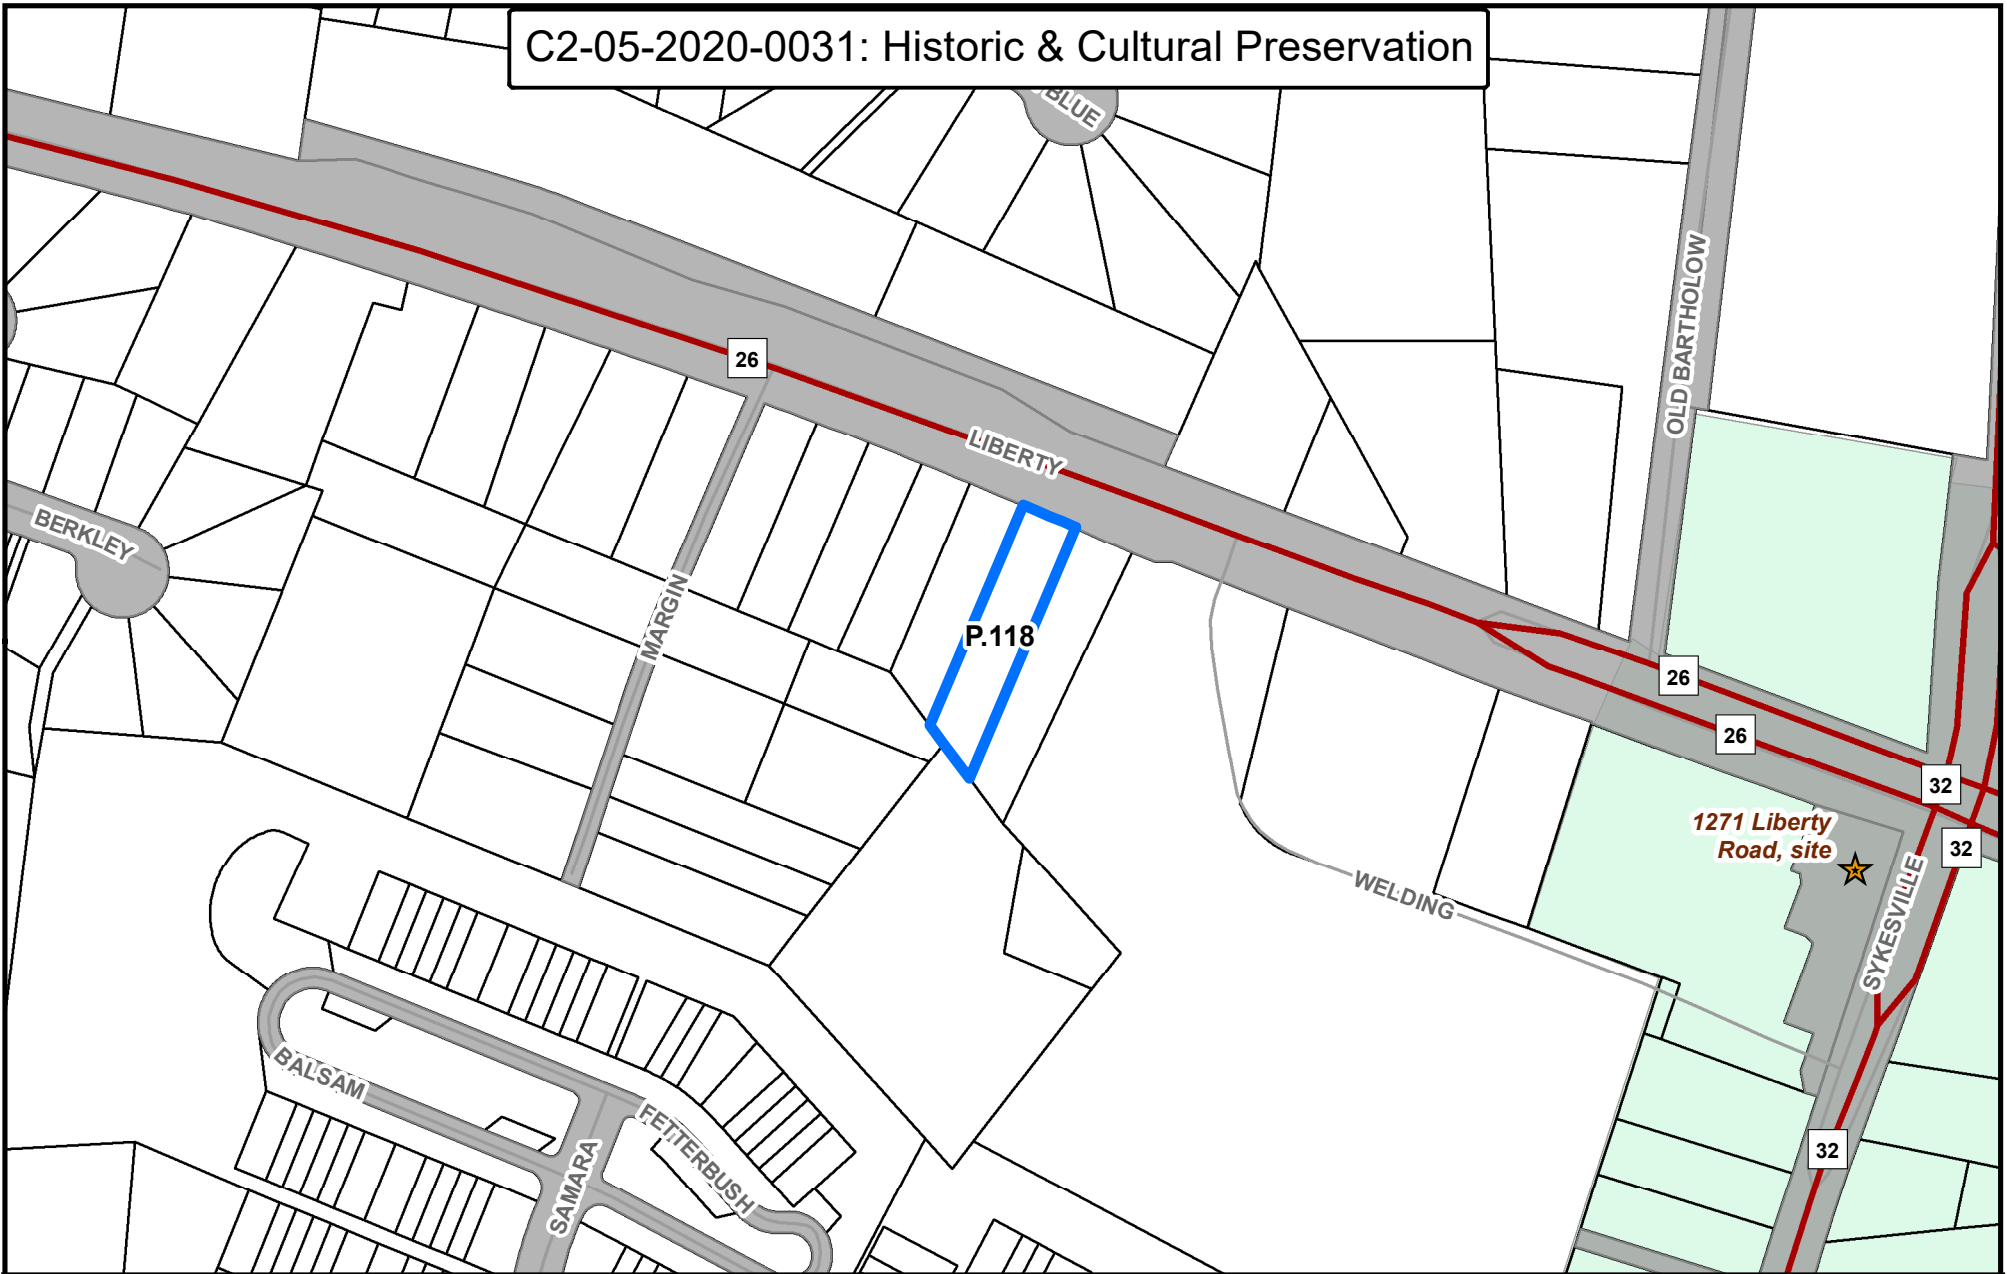 C2-05-2020-0031: Historic & Cultural Preservation
BLUE
OLD BARTHOLOW
26
LIBERTY
BERKLEY
MARGIN
P.118
26
26
32
1271 Liberty
Road, site
32
WELDING
SYKESVILLE
BALSAM
FETTERBUSH
SAMARA
32